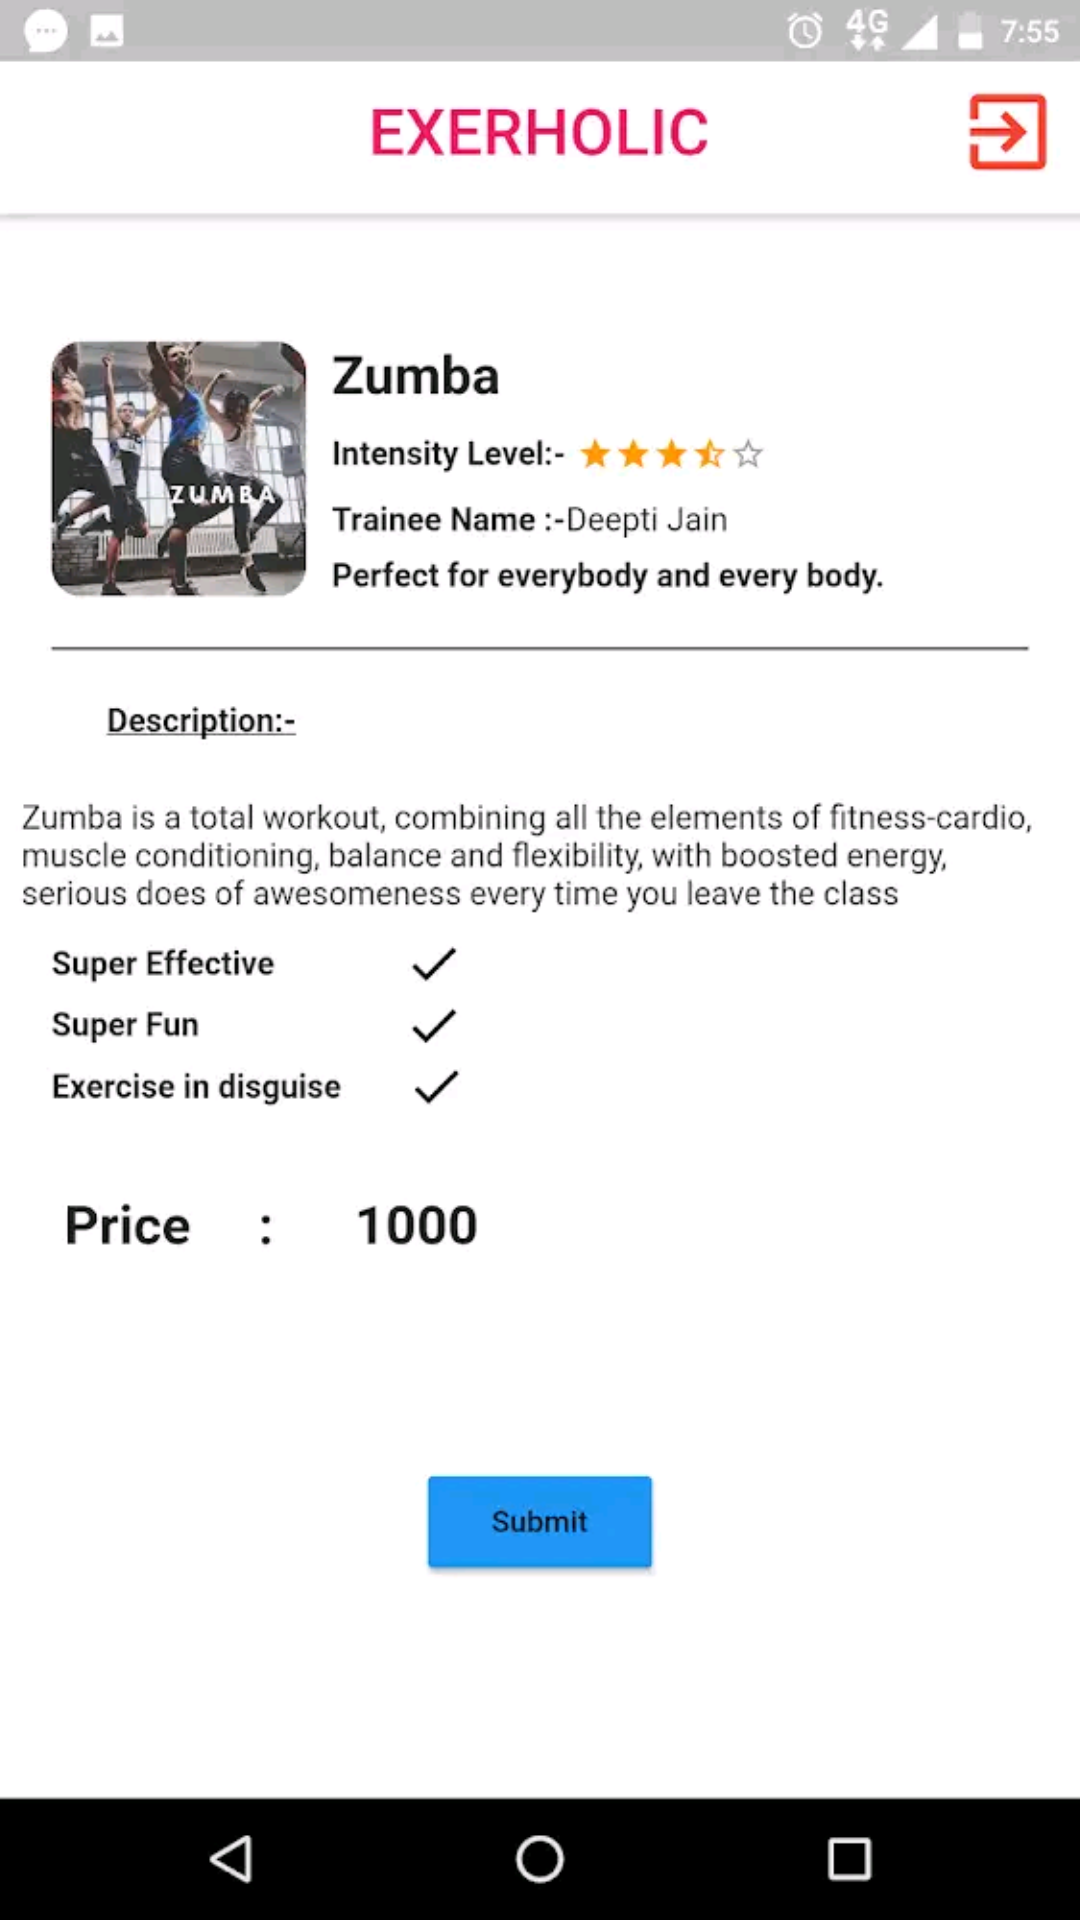 4G 7:55
EXERHOLIC
ZUMBA
Zumba
Intensity Level:-
Trainee Name :-Deepti Jain
Perfect for everybody and every body.
Description:-
Zumba is a total workout, combining all the elements of fitness-cardio,
muscle conditioning, balance and flexibility, with boosted energy,
serious does of awesomeness every time you leave the class
Super Effective
Super Fun
Exercise in disguise
Price : 1000
Submit